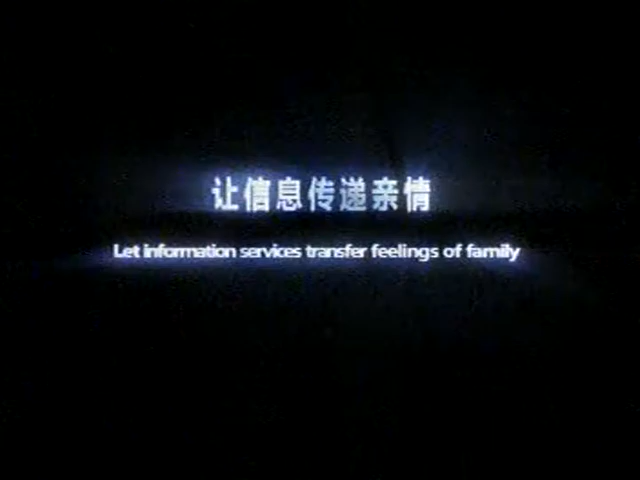 让信息传递亲情
Let information services transfer feelings of family